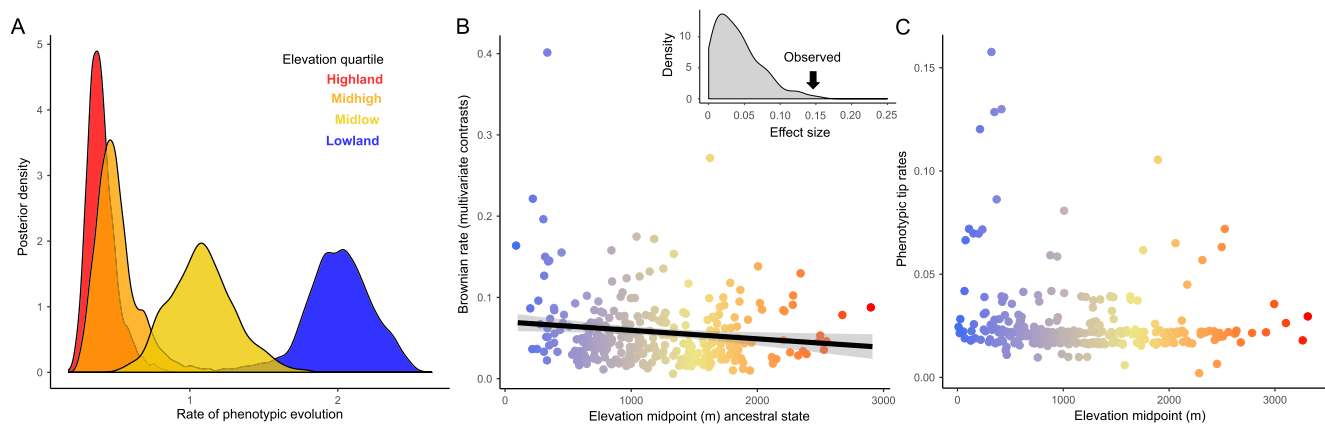 A
Posterior density
5
4
3
2
1
0
Elevation quartile
Highland
Midhigh
Midlow
Lowland
1
2
Rate of phenotypic evolution
B
Brownian rate (multivariate contrasts)
0.4
0.3
0.2
0.1
0.0
0
1000
2000
3000
Elevation midpoint (m) ancestral state
Density
10
5
0
Observed
0
0.05
0.10
0.15
0.20
0.25
Effect size
C
Phenotypic tip rates
0.15
0.10
0.05
0.00
0
1000
2000
3000
Elevation midpoint (m)